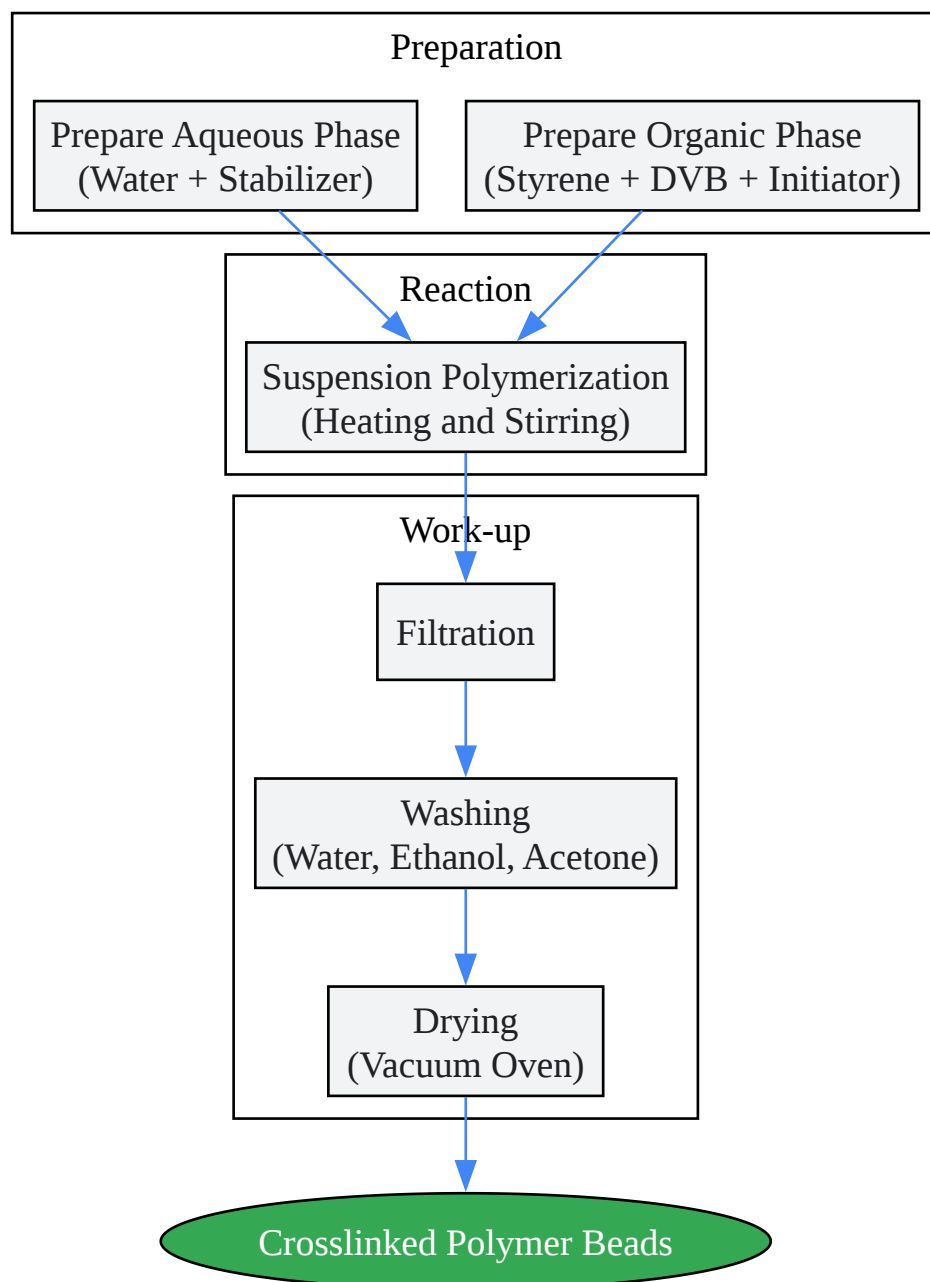 Preparation
Prepare Aqueous Phase
(Water + Stabilizer)
Prepare Organic Phase
(Styrene + DVB + Initiator)
Reaction
Suspension Polymerization
(Heating and Stirring)
Work-up
Filtration
Washing
(Water, Ethanol, Acetone)
Drying
(Vacuum Oven)
Crosslinked Polymer Beads